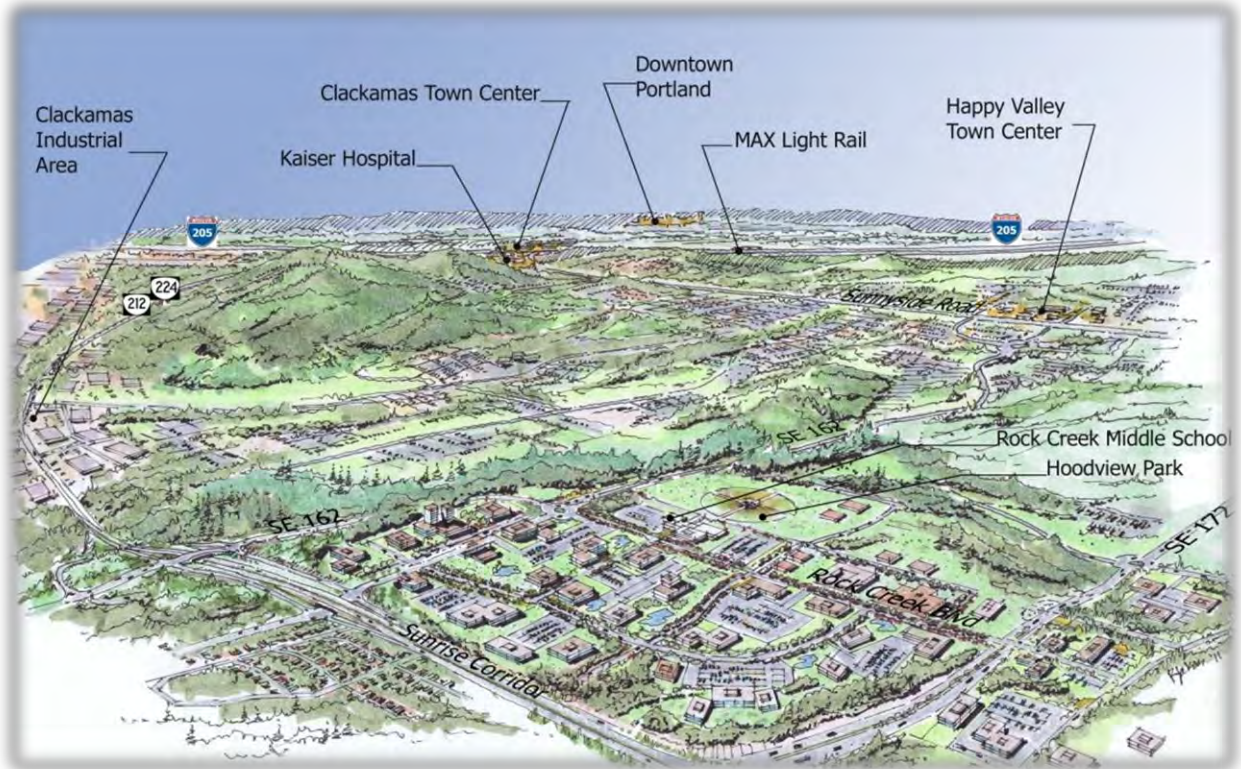 Downtown
Portland
Clackamas Town Center
Happy Valley
Town Center
Clackamas
Industrial
Area
MAX Light Rail
Kaiser Hospital
205
205
224
212
Sunnyside Road
SE 162
Rock Creek Middle School
Hoodview Park
SE 162
SE 172
Rock Creek Blvd
Sunrise Corridor